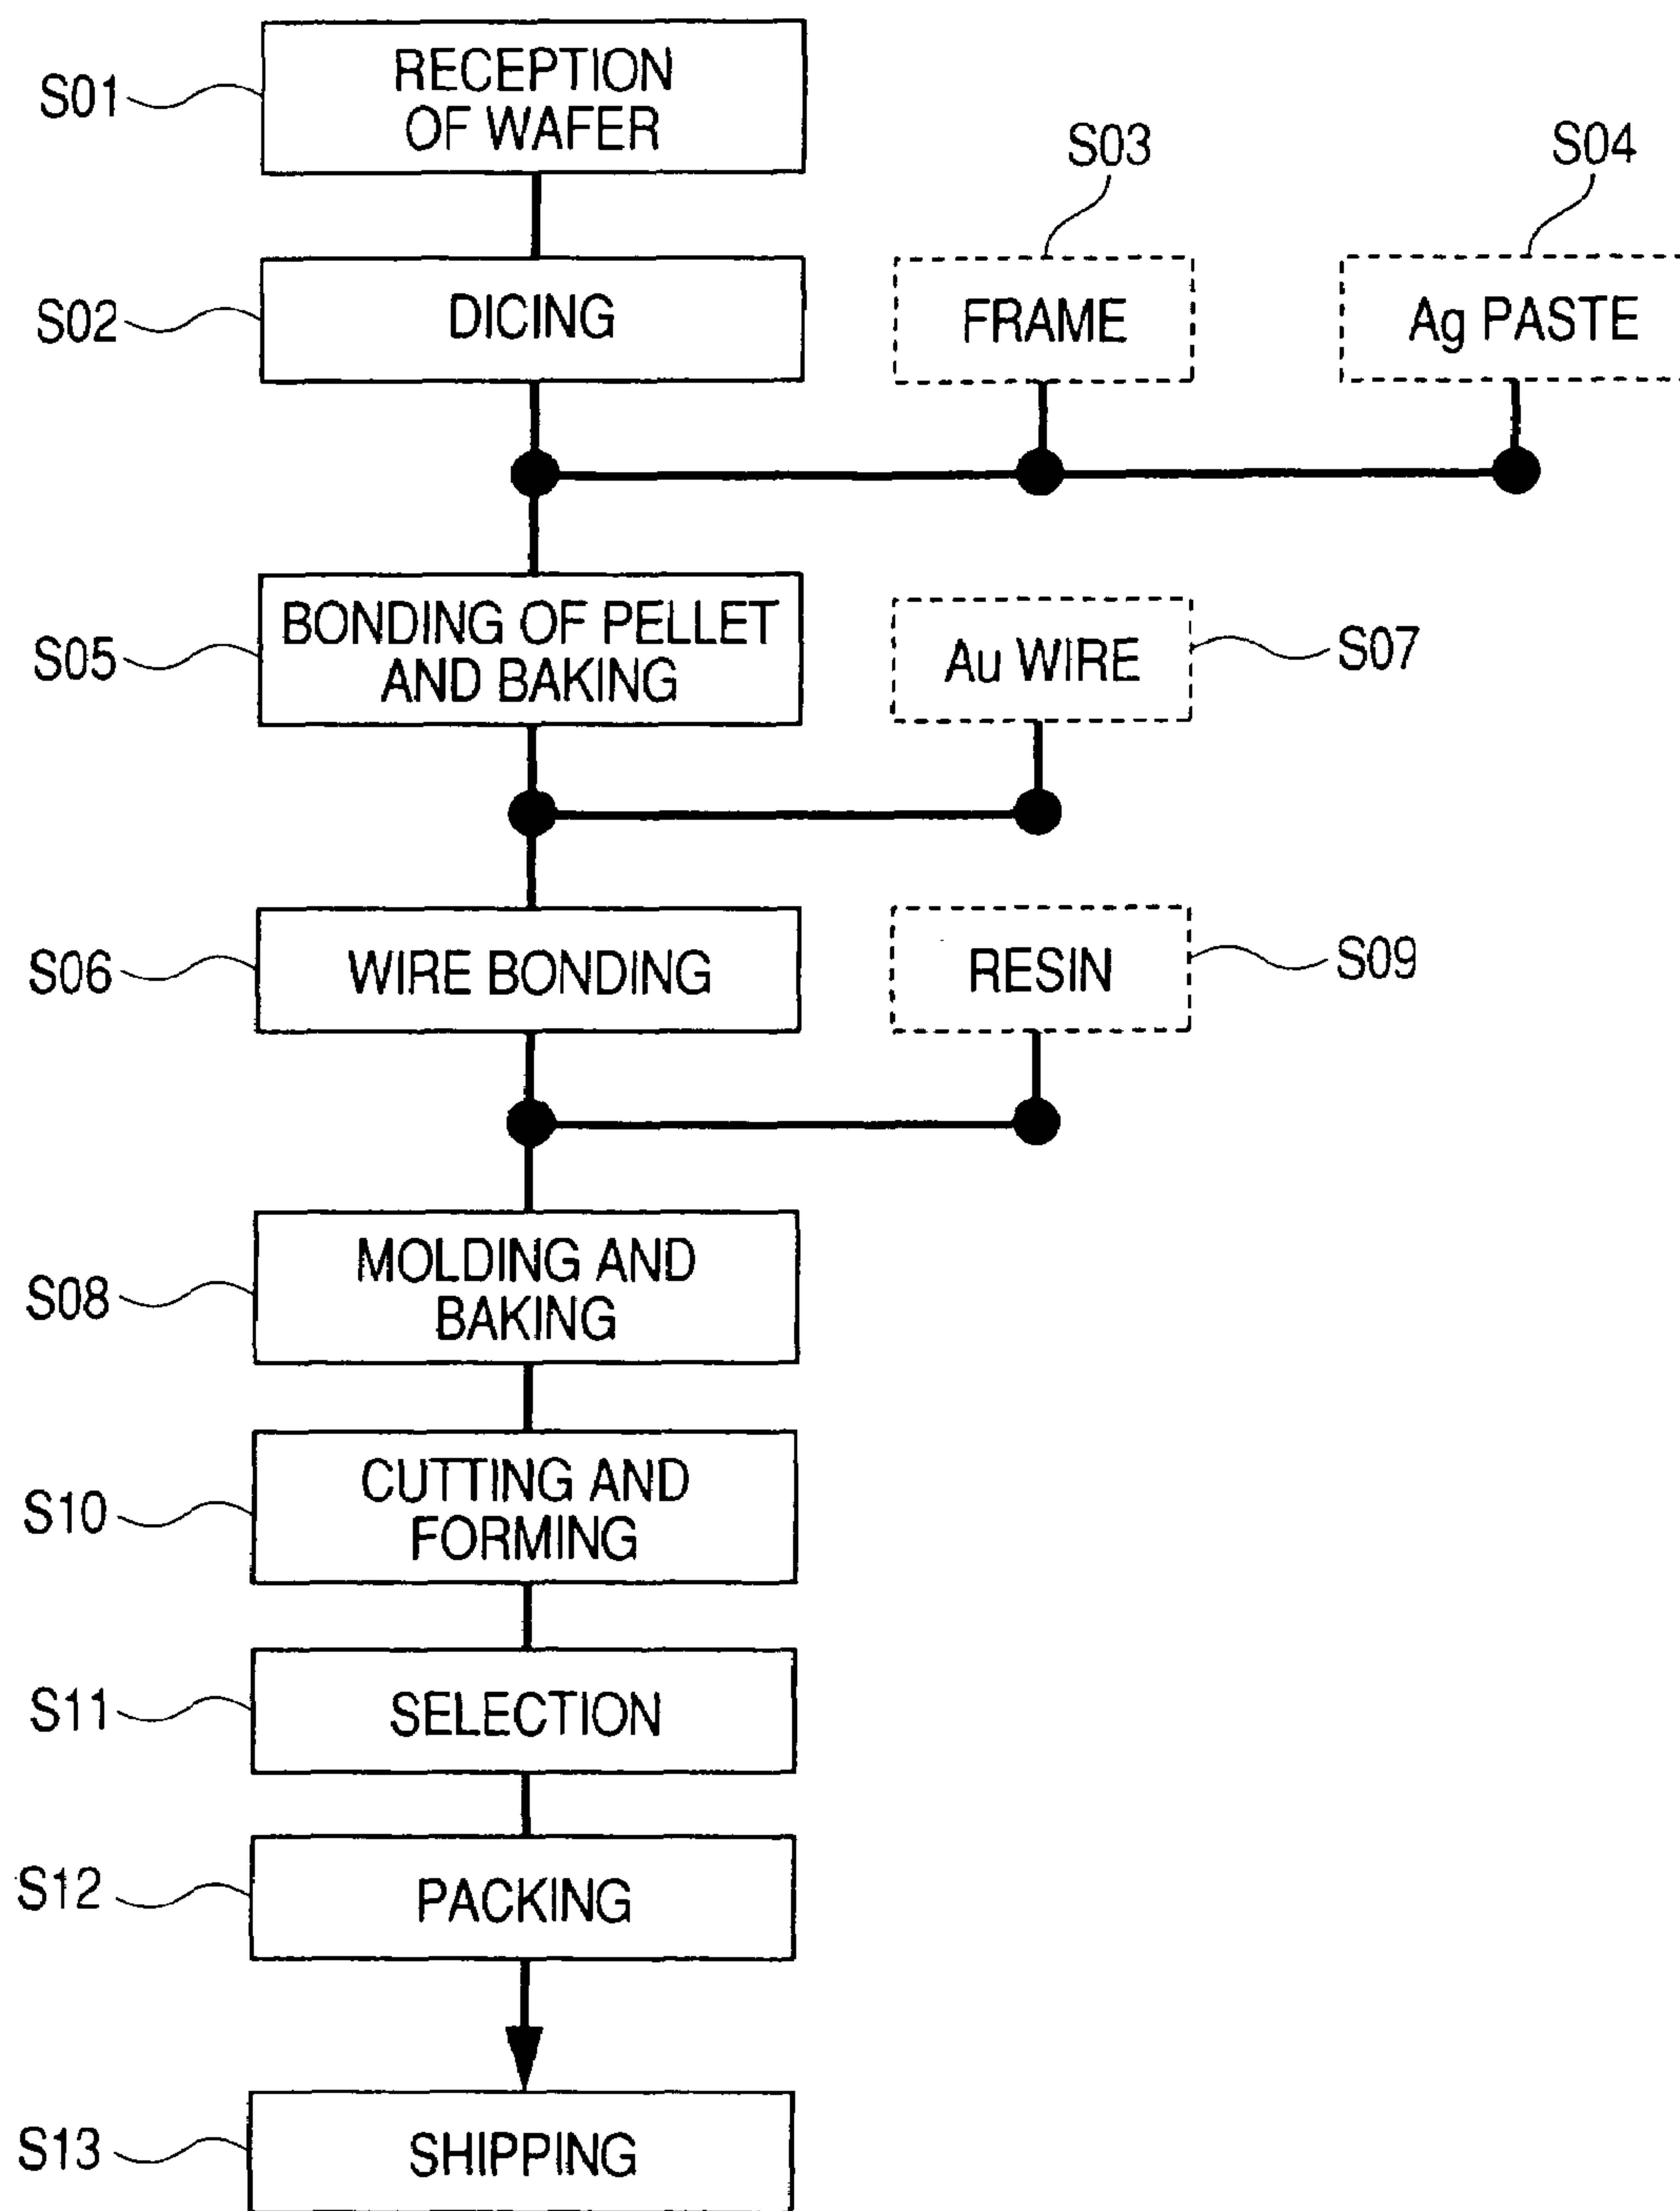 S01
RECEPTION
OF WAFER
S03
S04
S02
DICING
FRAME
Ag PASTE
S05
BONDING OF PELLET
AND BAKING
Au WIRE
S07
S06
WIRE BONDING
RESIN
S09
S08
MOLDING AND
BAKING
S10
CUTTING AND
FORMING
S11
SELECTION
S12
PACKING
S13
SHIPPING